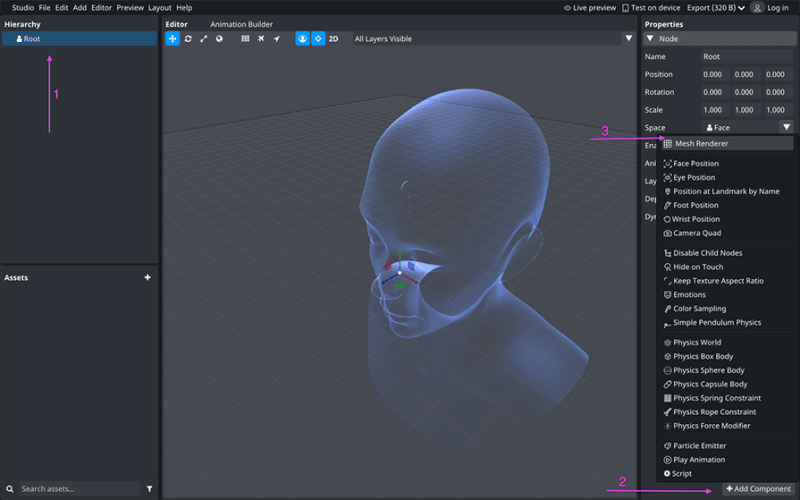 Studio File Edit Add Editor Preview Layout Help
Live preview Test on device Export (320 B) Log in
Hierarchy
Root
1
Assets
+
Search assets...
Editor Animation Builder
2D All Layers Visible
Properties
Node
Name Root
Position 0.000 0.000 0.000
Rotation 0.000 0.000 0.000
Scale 1.000 1.000 1.000
Space Face
3
Ena
Ani
Lay
Dep
Dyn
Mesh Renderer
Face Position
Eye Position
Position at Landmark by Name
Foot Position
Wrist Position
Camera Quad
Disable Child Nodes
Hide on Touch
Keep Texture Aspect Ratio
Emotions
Color Sampling
Simple Pendulum Physics
Physics World
Physics Box Body
Physics Sphere Body
Physics Capsule Body
Physics Spring Constraint
Physics Rope Constraint
Physics Force Modifier
Particle Emitter
Play Animation
Script
2
+ Add Component